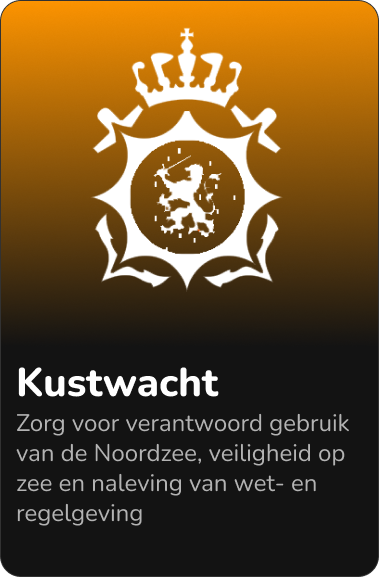 Kustwacht
Zorg voor verantwoord gebruik
van de Noordzee, veiligheid op
zee en naleving van wet- en
regelgeving